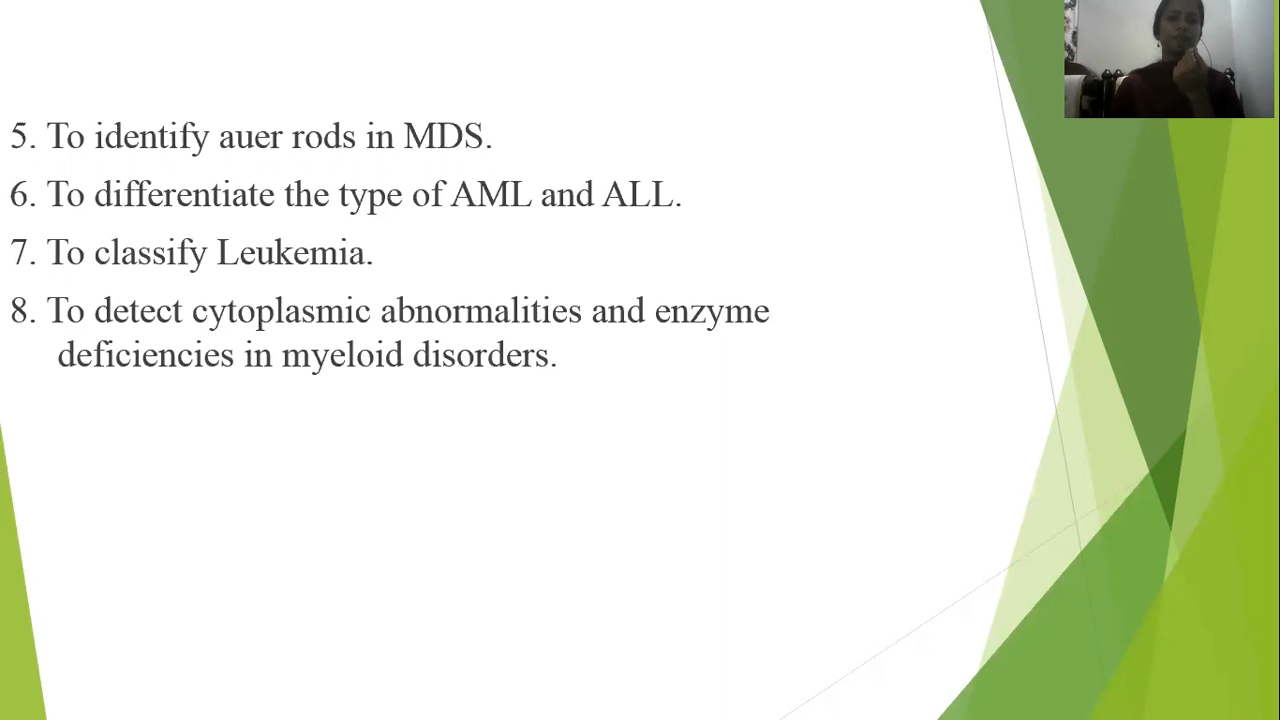 5. To identify auer rods in MDS.
6. To differentiate the type of AML and ALL.
7. To classify Leukemia.
8. To detect cytoplasmic abnormalities and enzyme
deficiencies in myeloid disorders.